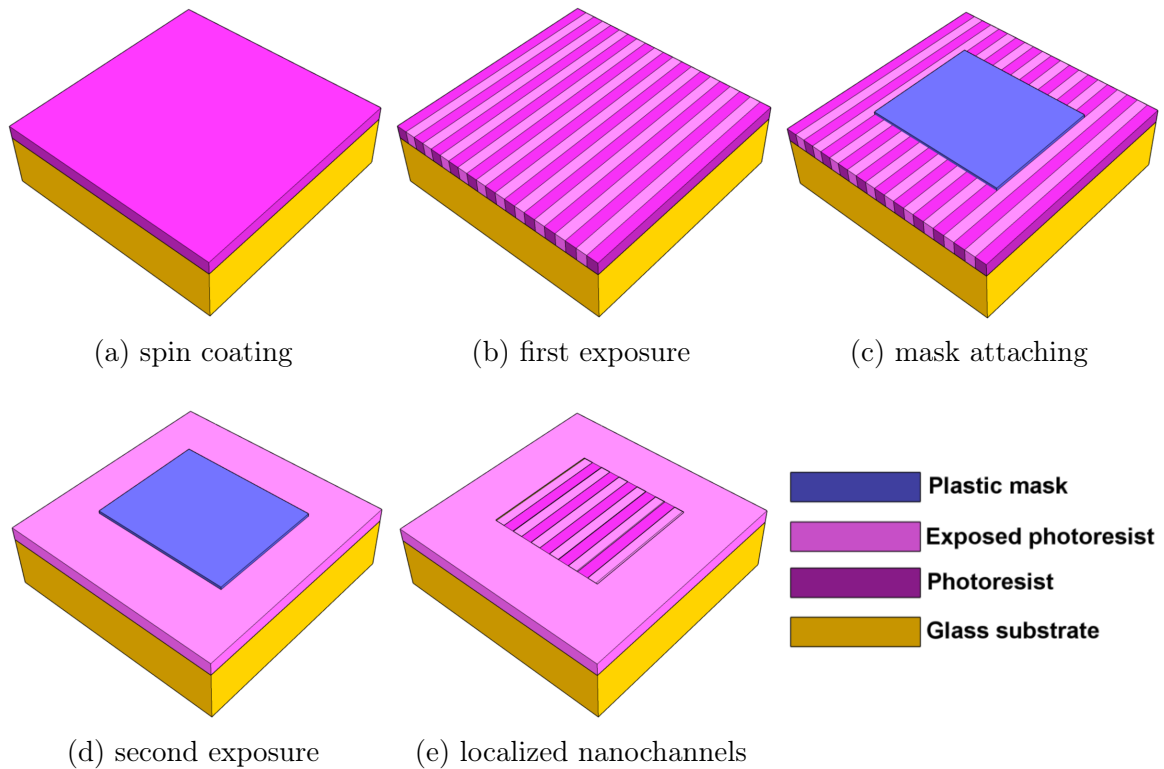 (a) spin coating
(b) first exposure
(c) mask attaching
(d) second exposure
(e) localized nanochannels
Plastic mask
Exposed photoresist
Photoresist
Glass substrate